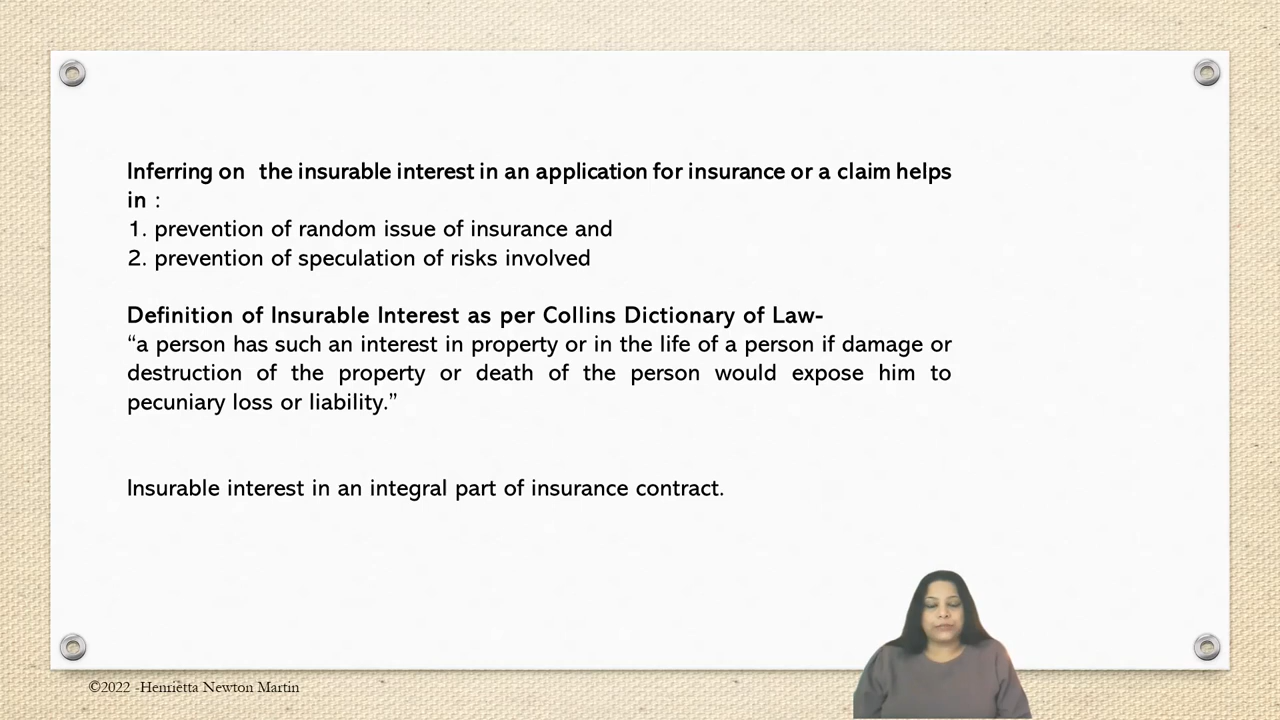 Inferring on the insurable interest in an application for insurance or a claim helps
in :
1. prevention of random issue of insurance and
2. prevention of speculation of risks involved
Definition of Insurable Interest as per Collins Dictionary of Law-
“a person has such an interest in property or in the life of a person if damage or
destruction of the property or death of the person would expose him to
pecuniary loss or liability.”
Insurable interest in an integral part of insurance contract.
©2022 -Henrietta Newton Martin